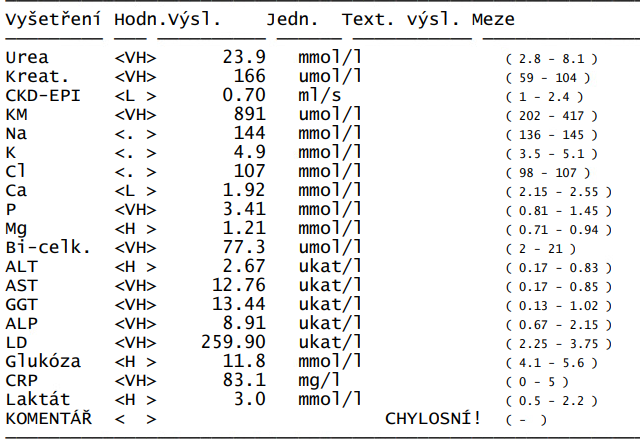 Vyšetření Hodn.Výsl. Jedn. Text. výsl. Meze
Urea <VH> 23.9 mmol/l ( 2.8 - 8.1 )
Kreat. <VH> 166 umol/l ( 59 - 104 )
CKD-EPI <L > 0.70 ml/s ( 1 - 2.4 )
KM <VH> 891 umol/l ( 202 - 417 )
Na <. > 144 mmol/l ( 136 - 145 )
K <. > 4.9 mmol/l ( 3.5 - 5.1 )
Cl <. > 107 mmol/l ( 98 - 107 )
Ca <L > 1.92 mmol/l ( 2.15 - 2.55 )
P <VH> 3.41 mmol/l ( 0.81 - 1.45 )
Mg <H > 1.21 mmol/l ( 0.71 - 0.94 )
Bi-celk. <VH> 77.3 umol/l ( 2 - 21 )
ALT <H > 2.67 ukat/l ( 0.17 - 0.83 )
AST <VH> 12.76 ukat/l ( 0.17 - 0.85 )
GGT <VH> 13.44 ukat/l ( 0.13 - 1.02 )
ALP <VH> 8.91 ukat/l ( 0.67 - 2.15 )
LD <VH> 259.90 ukat/l ( 2.25 - 3.75 )
Glukóza <H > 11.8 mmol/l ( 4.1 - 5.6 )
CRP <VH> 83.1 mg/l ( 0 - 5 )
Laktát <H > 3.0 mmol/l ( 0.5 - 2.2 )
KOMENTÁŘ < > CHYLOSNÍ! ( - )